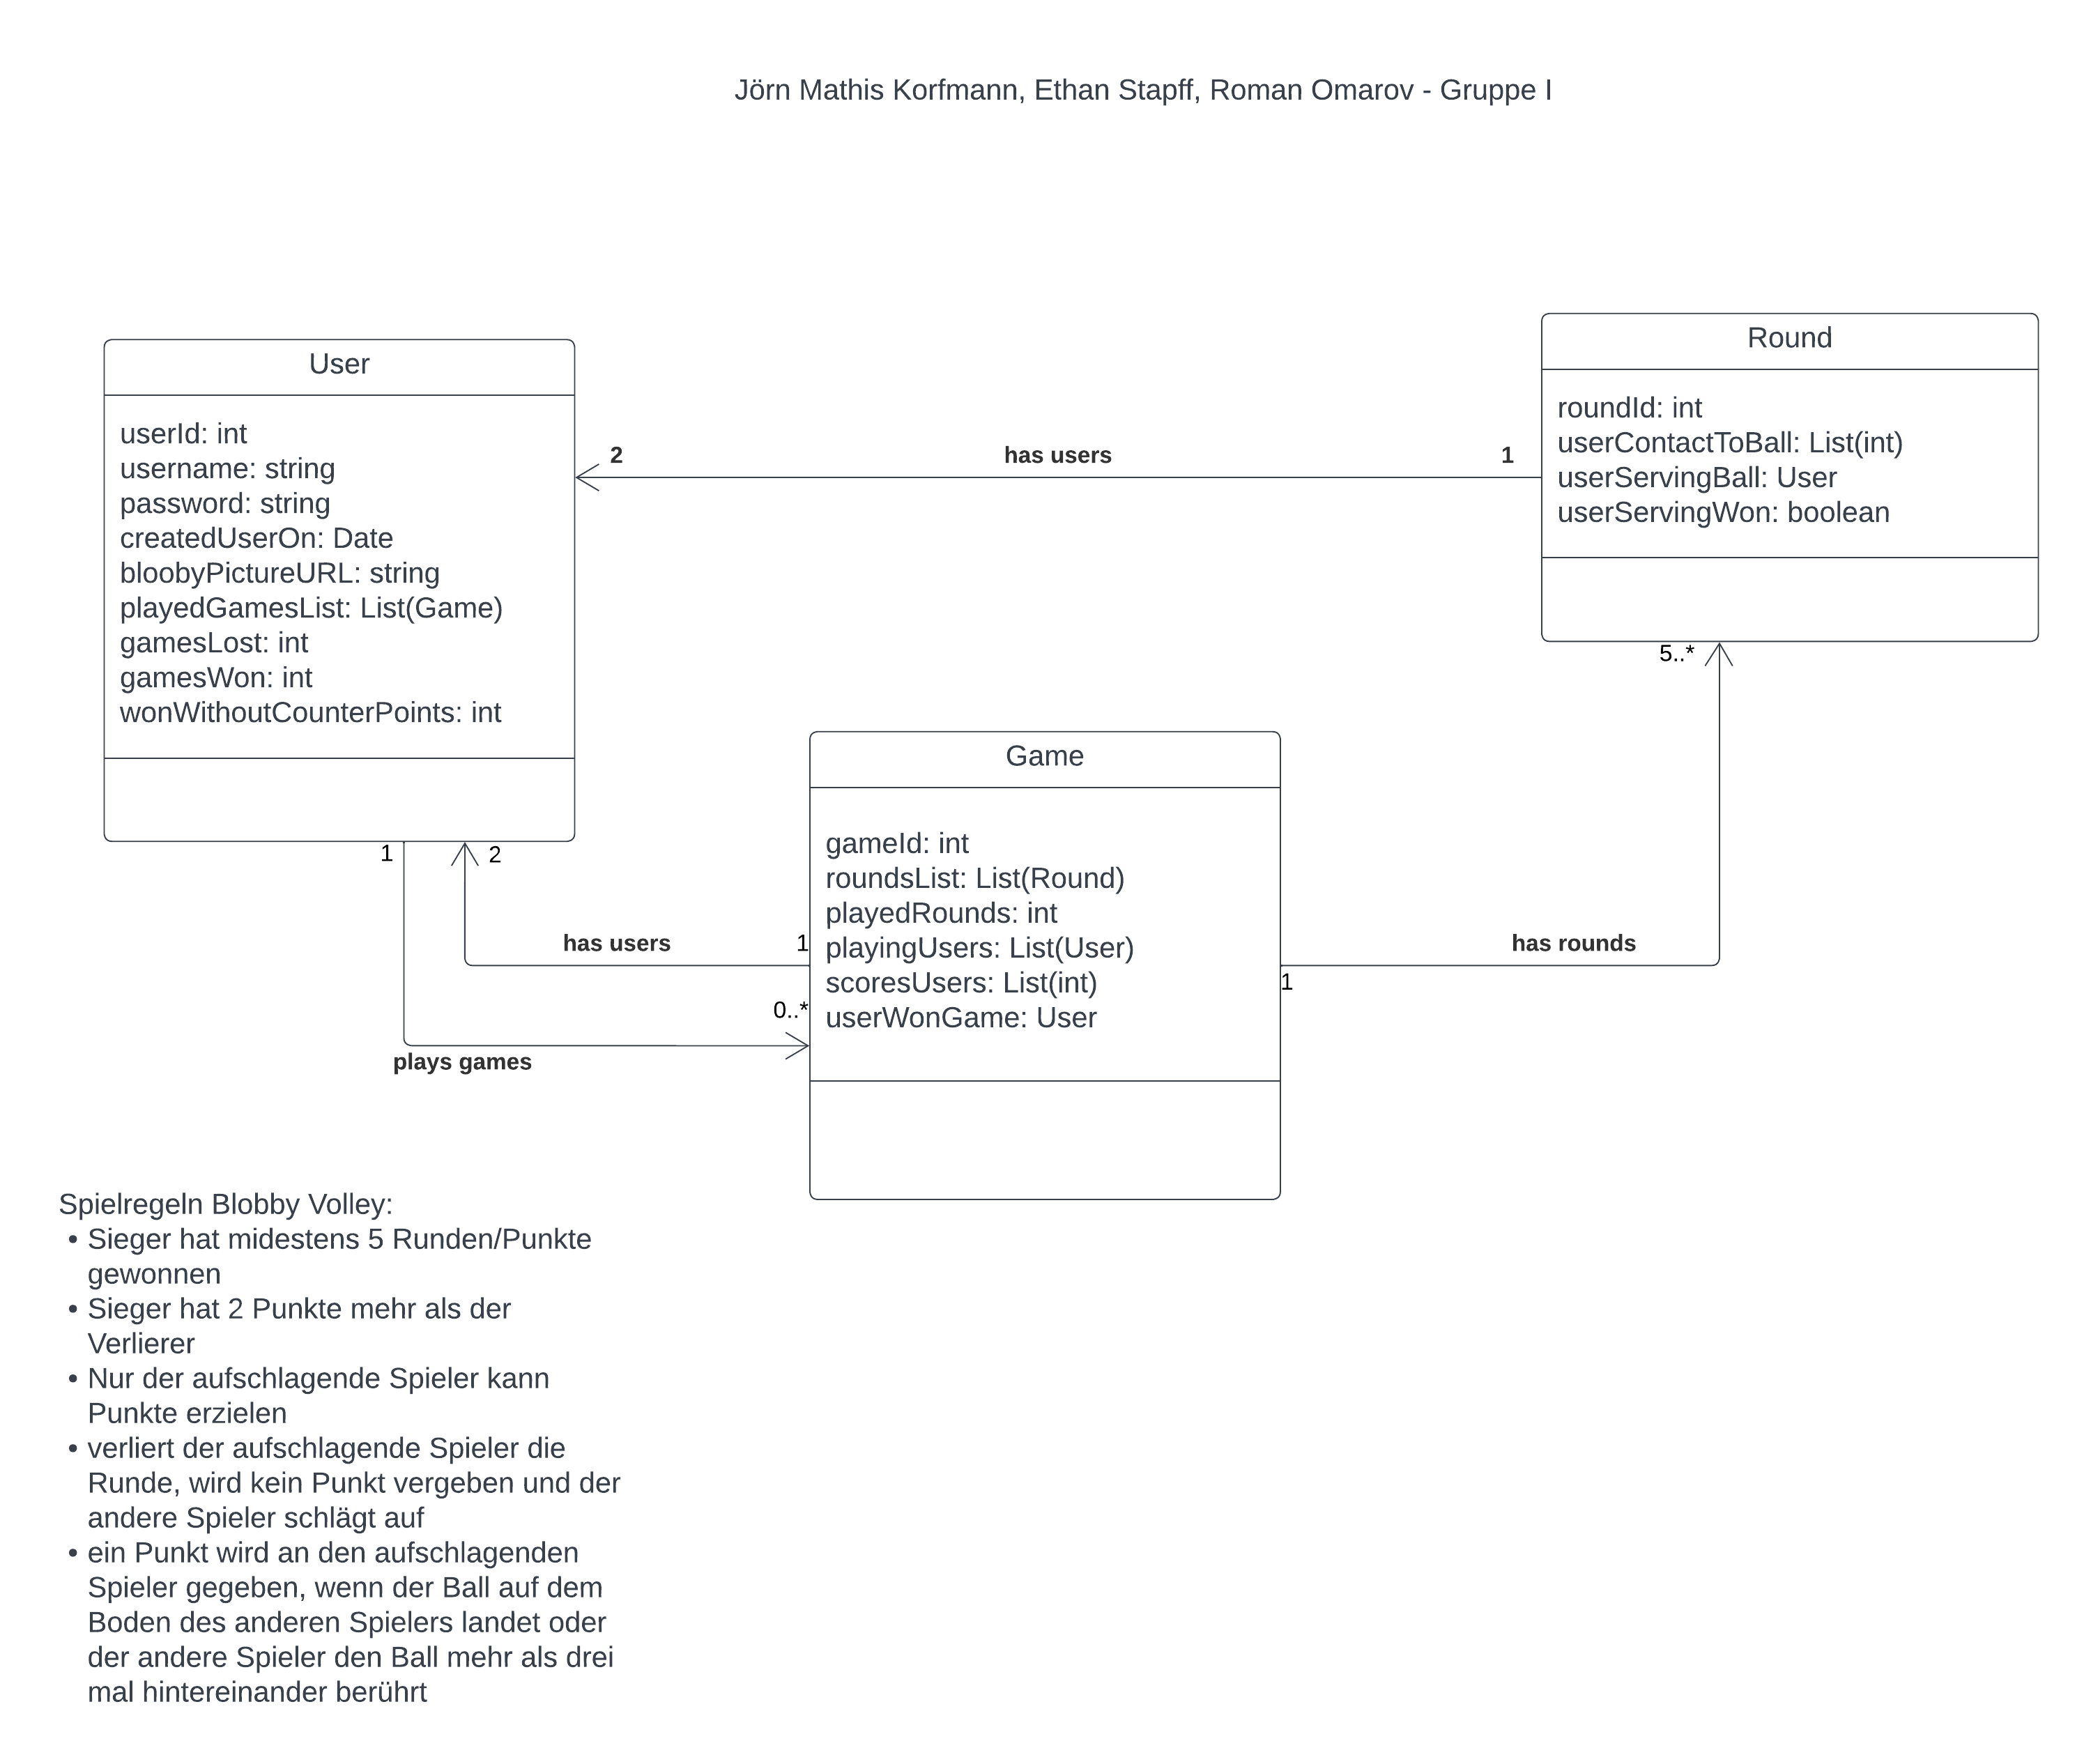 Jörn Mathis Korfmann, Ethan Stapff, Roman Omarov - Gruppe I
User
userId: int
username: string
password: string
createdUserOn: Date
bloobyPictureURL: string
playedGamesList: List(Game)
gamesLost: int
gamesWon: int
wonWithoutCounterPoints: int
2
has users
1
Round
roundId: int
userContactToBall: List(int)
userServingBall: User
userServingWon: boolean
5..*
Game
gameId: int
roundsList: List(Round)
playedRounds: int
playingUsers: List(User)
scoresUsers: List(int)
userWonGame: User
1
2
has users
1
0..*
plays games
has rounds
1
Spielregeln Blobby Volley:
• Sieger hat midestens 5 Runden/Punkte
gewonnen
• Sieger hat 2 Punkte mehr als der
Verlierer
• Nur der aufschlagende Spieler kann
Punkte erzielen
• verliert der aufschlagende Spieler die
Runde, wird kein Punkt vergeben und der
andere Spieler schlägt auf
• ein Punkt wird an den aufschlagenden
Spieler gegeben, wenn der Ball auf dem
Boden des anderen Spielers landet oder
der andere Spieler den Ball mehr als drei
mal hintereinander berührt